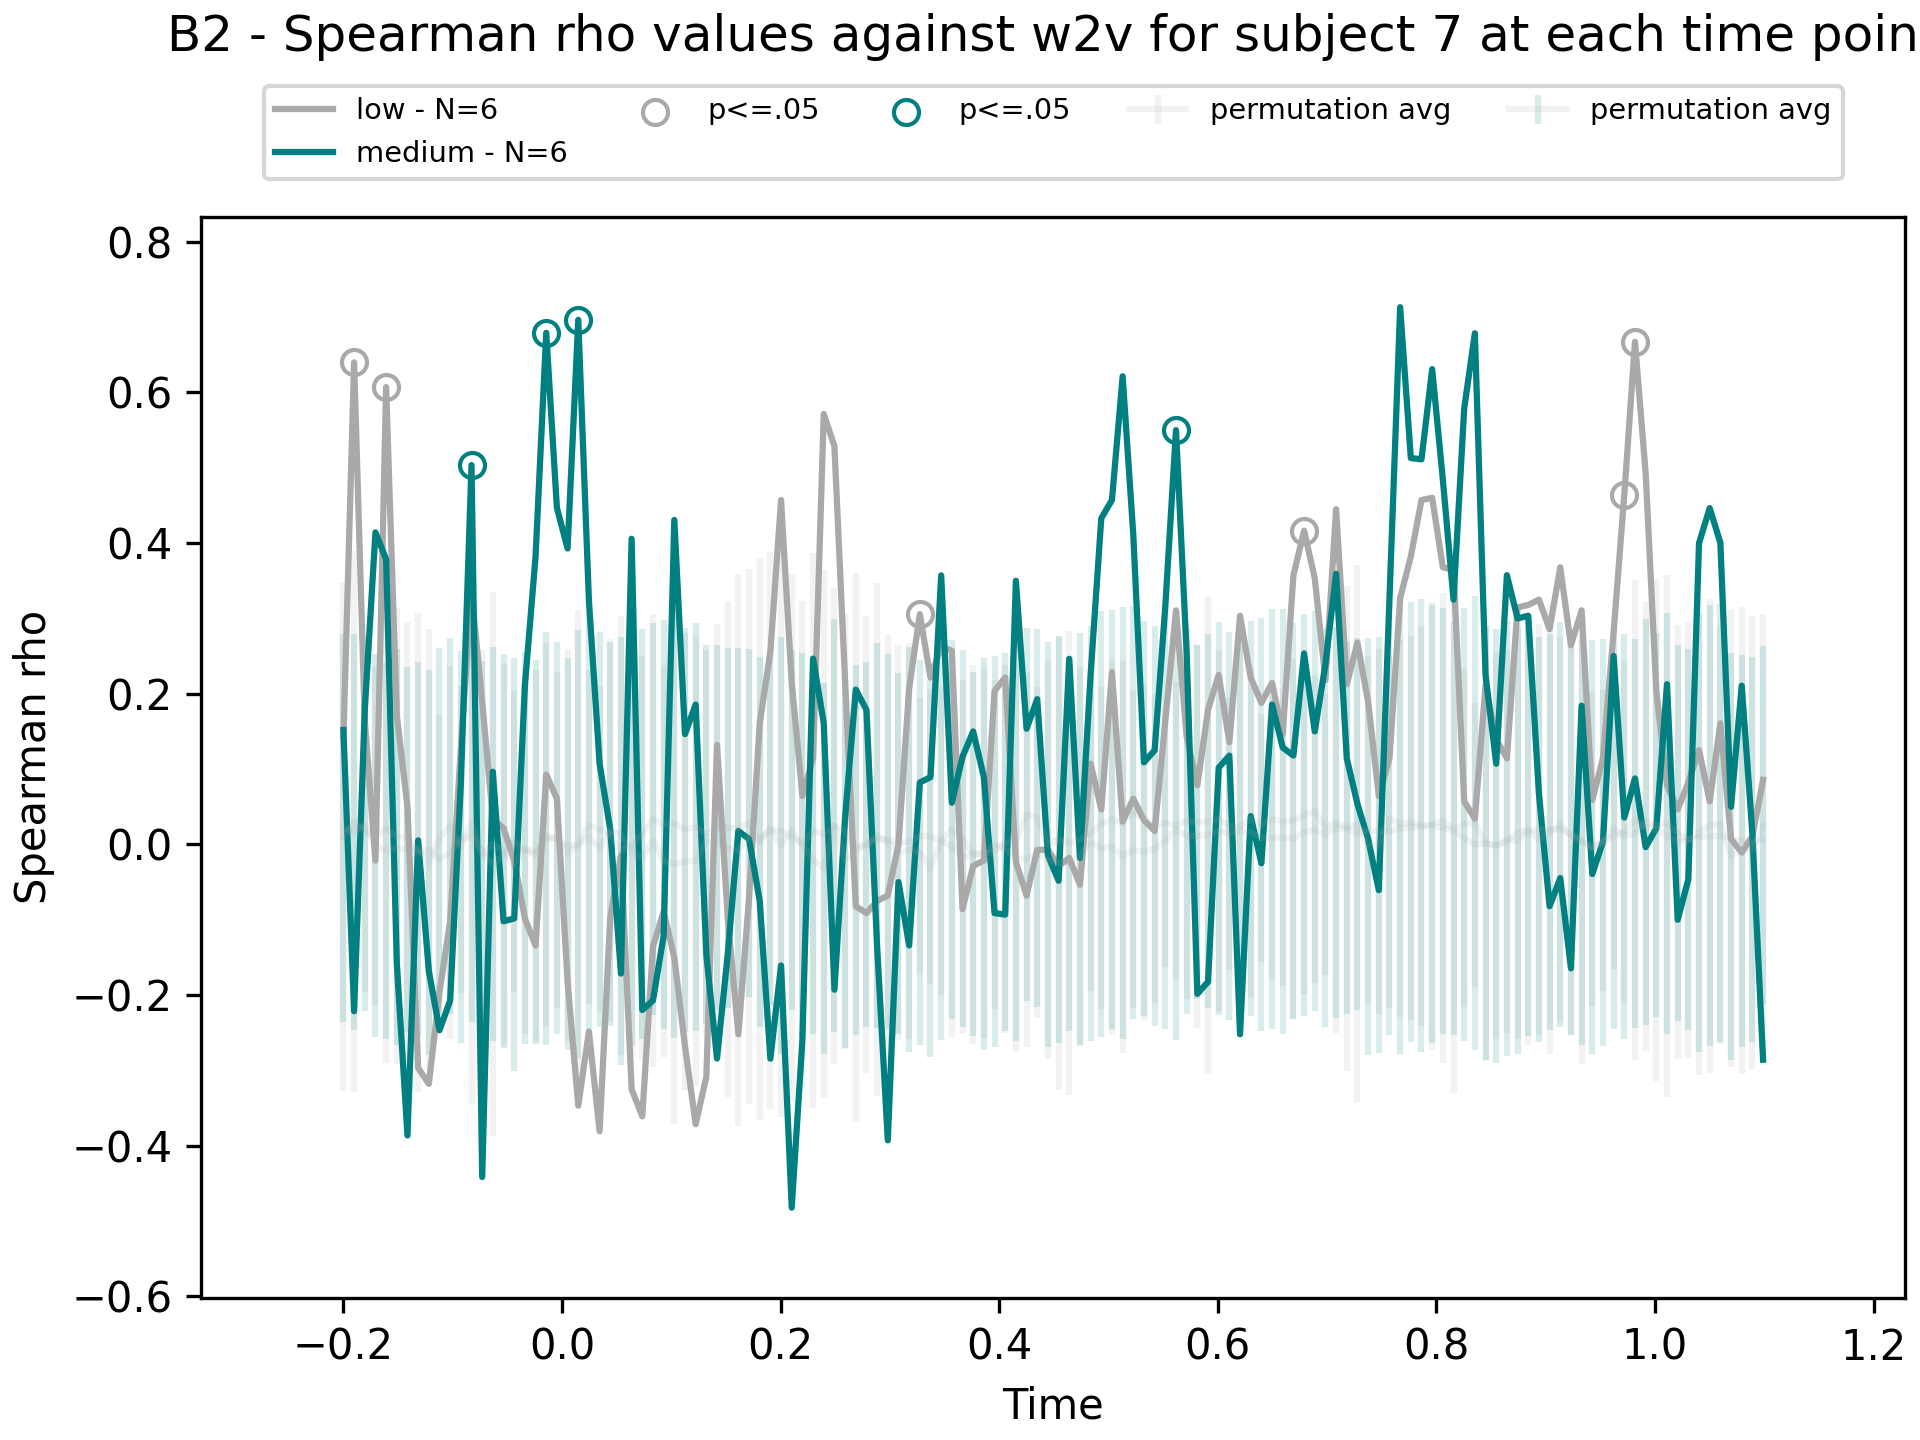 B2 - Spearman rho values against w2v for subject 7 at each time poin
low - N=6
medium - N=6
p<=.05
p<=.05
permutation avg
permutation avg
Spearman rho
0.8
0.6
0.4
0.2
0.0
−0.2
−0.4
−0.6
−0.2 0.0 0.2 0.4 0.6 0.8 1.0 1.2
Time